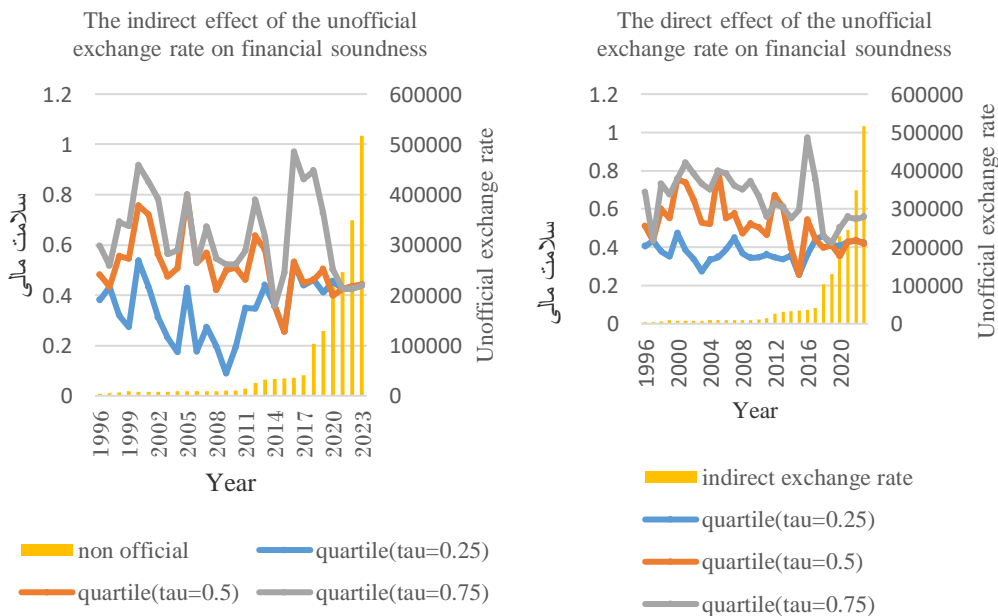 The indirect effect of the unofficial
exchange rate on financial soundness
1.2
1
0.8
0.6
0.4
0.2
0
سلامت مالی
600000
500000
400000
300000
200000
100000
0
Unofficial exchange rate
1996
1999
2002
2005
2008
2011
2014
2017
2020
2023
Year
non official
quartile(tau=0.25)
quartile(tau=0.5)
quartile(tau=0.75)
The direct effect of the unofficial
exchange rate on financial soundness
1.2
1
0.8
0.6
0.4
0.2
0
سلامت مالی
600000
500000
400000
300000
200000
100000
0
Unofficial exchange rate
1996
2000
2004
2008
2012
2016
2020
Year
indirect exchange rate
quartile(tau=0.25)
quartile(tau=0.5)
quartile(tau=0.75)